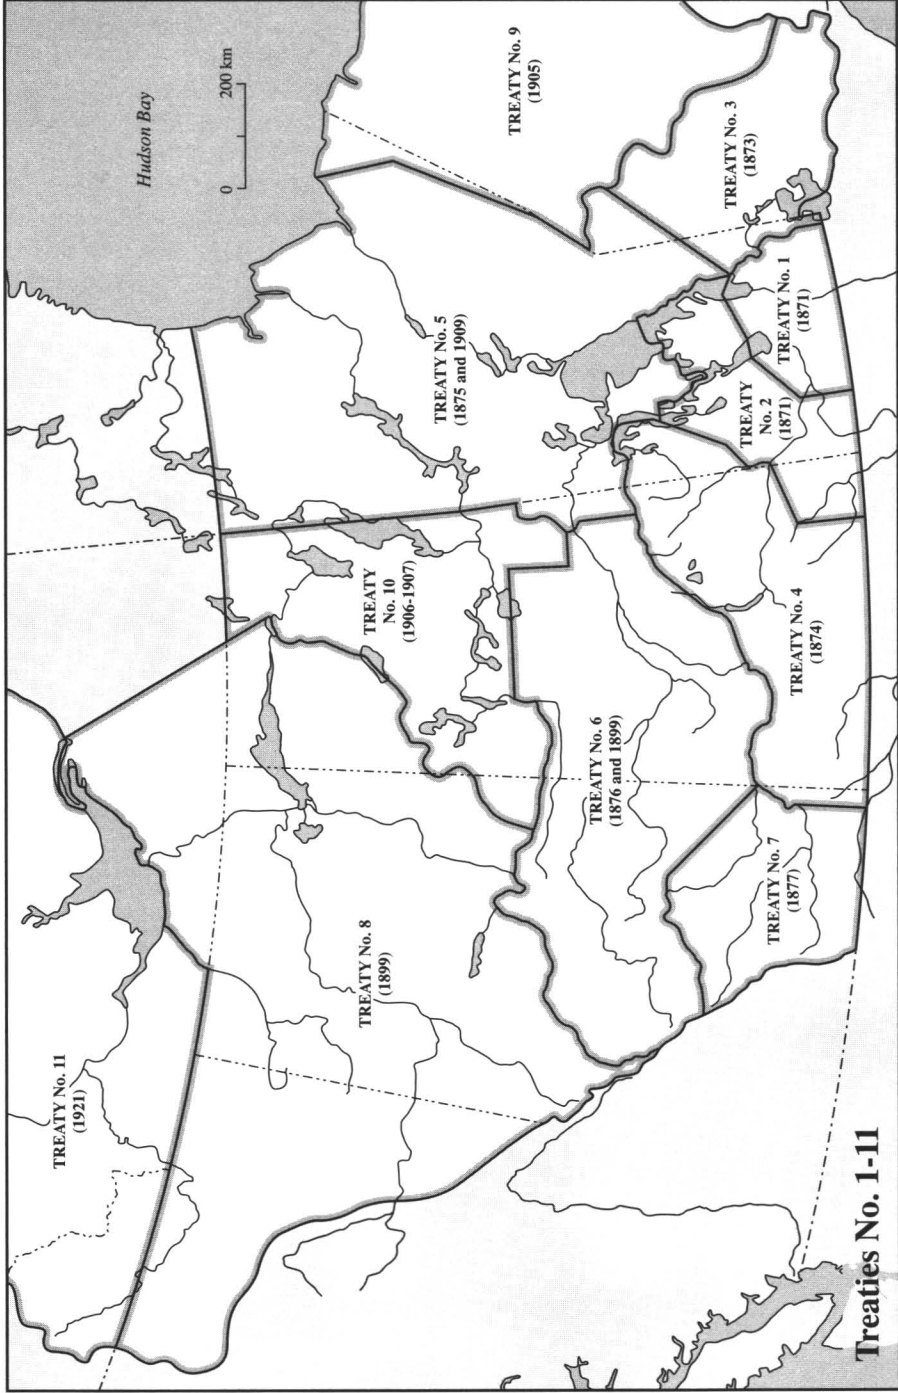 Hudson Bay
0 200 km
TREATY No. 11
(1921)
TREATY No. 8
(1899)
TREATY
No. 10
(1906-1907)
TREATY No. 5
(1875 and 1909)
TREATY No. 9
(1905)
TREATY No. 6
(1876 and 1899)
TREATY No. 3
(1873)
TREATY
No. 2
(1871)
TREATY No. 1
(1871)
TREATY No. 7
(1877)
TREATY No. 4
(1874)
Treaties No. 1-11